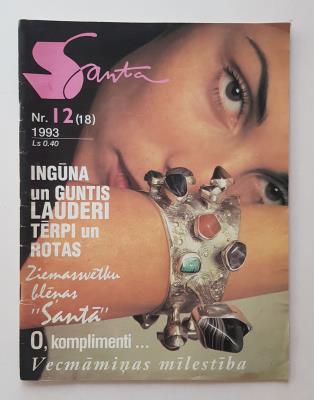 Santa
Nr. 12 (18)
1993
Ls 0.40
INGŪNA
un GUNTIS
LAUDERI
TĒRPI un
ROTAS
Ziemassvētku
blēņas
"Santā"
O, komplimenti ...
Vecmāmiņas mīlestība